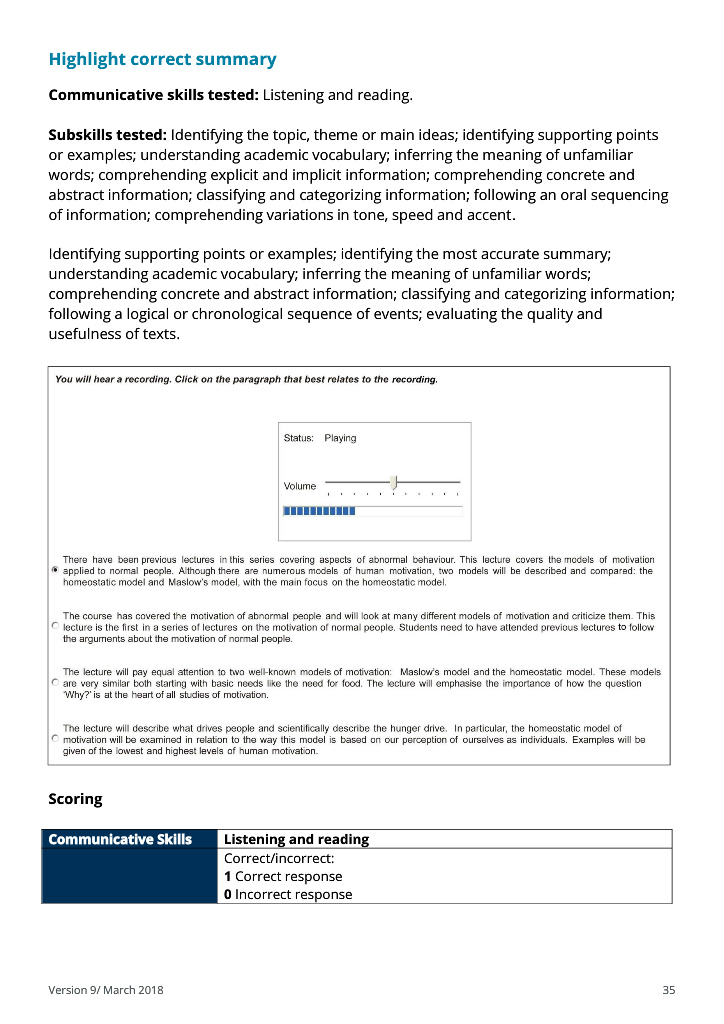 Highlight correct summary
Communicative skills tested: Listening and reading.
Subskills tested: Identifying the topic, theme or main ideas; identifying supporting points
or examples; understanding academic vocabulary; inferring the meaning of unfamiliar
words; comprehending explicit and implicit information; comprehending concrete and
abstract information; classifying and categorizing information; following an oral sequencing
of information; comprehending variations in tone, speed and accent.
Identifying supporting points or examples; identifying the most accurate summary;
understanding academic vocabulary; inferring the meaning of unfamiliar words;
comprehending concrete and abstract information; classifying and categorizing information;
following a logical or chronological sequence of events; evaluating the quality and
usefulness of texts.
You will hear a recording. Click on the paragraph that best relates to the recording.
Status: Playing
Volume
There have been previous lectures in this series covering aspects of abnormal behaviour. This lecture covers the models of motivation
applied to normal people. Although there are numerous models of human motivation, two models will be described and compared: the
homeostatic model and Maslow's model, with the main focus on the homeostatic model.
The course has covered the motivation of abnormal people and will look at many different models of motivation and criticize them. This
lecture is the first in a series of lectures on the motivation of normal people. Students need to have attended previous lectures to follow
the arguments about the motivation of normal people.
The lecture will pay equal attention to two well-known models of motivation: Maslow's model and the homeostatic model. These models
are very similar both starting with basic needs like the need for food. The lecture will emphasise the importance of how the question
'Why?' is at the heart of all studies of motivation.
The lecture will describe what drives people and scientifically describe the hunger drive. In particular, the homeostatic model of
motivation will be examined in relation to the way this model is based on our perception of ourselves as individuals. Examples will be
given of the lowest and highest levels of human motivation.
Scoring
Communicative Skills Listening and reading
Correct/incorrect:
1 Correct response
0 Incorrect response
Version 9/ March 2018 35